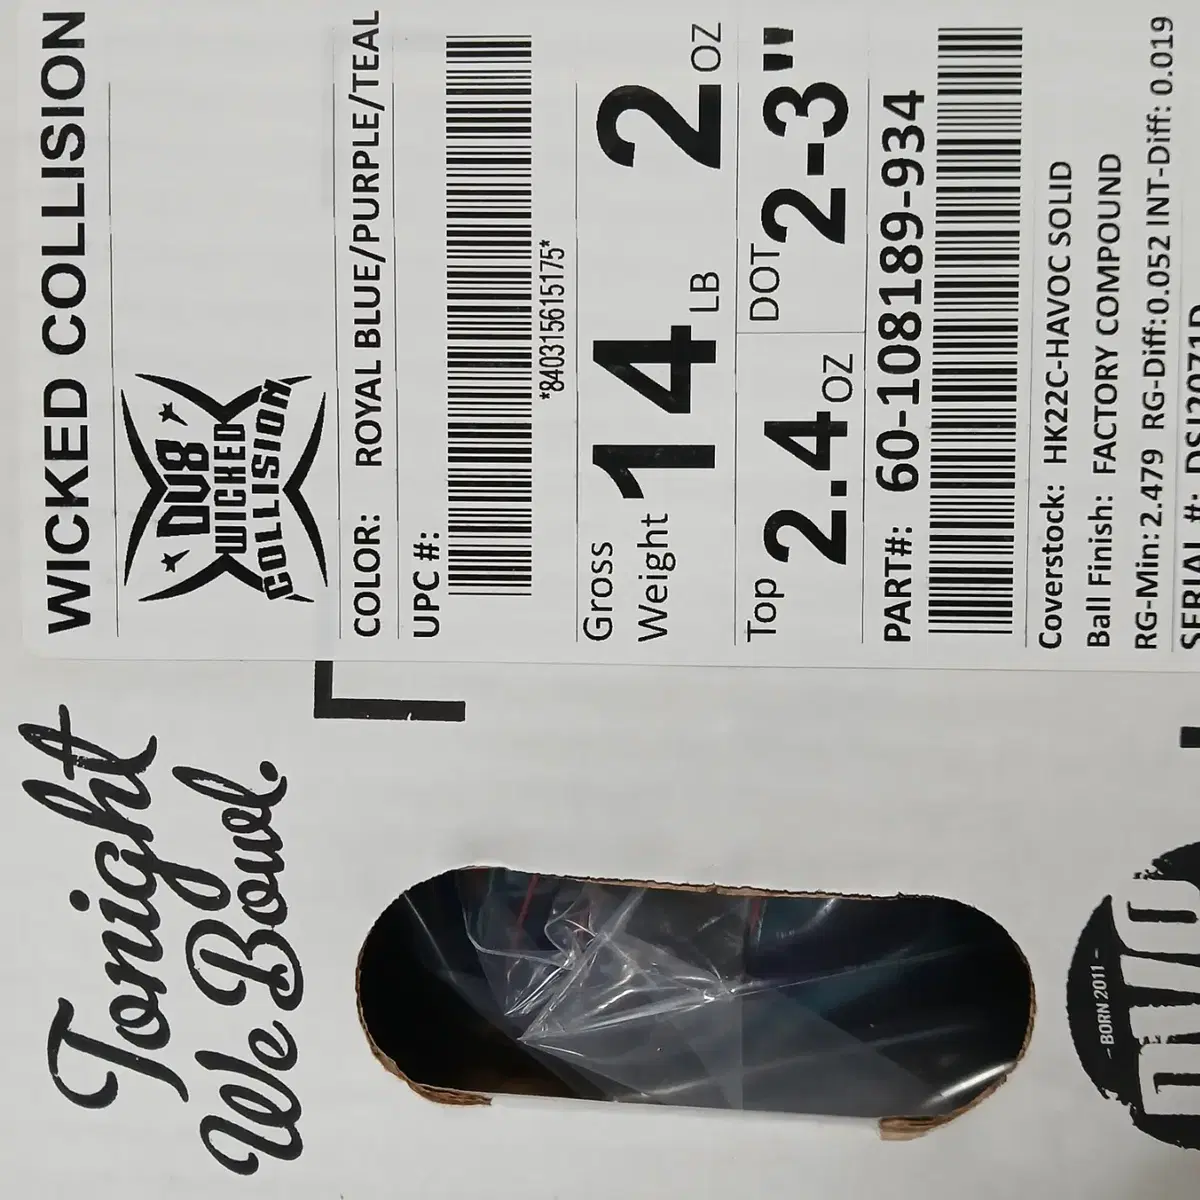 WICKED COLLISION
DV8
WICKED
COLLISION
COLOR: ROYAL BLUE/PURPLE/TEAL
UPC #:
*840315615175*
Gross
Weight 14 LB 2 OZ
Top 2.4 OZ DOT 2-3"
PART#: 60-108189-934
Coverstock: HK22C-HAVOC SOLID
Ball Finish: FACTORY COMPOUND
RG-Min: 2.479 RG-Diff:0.052 INT-Diff: 0.019
SERIAL #:
Tonight
We Bowl.
– BORN 2011 –